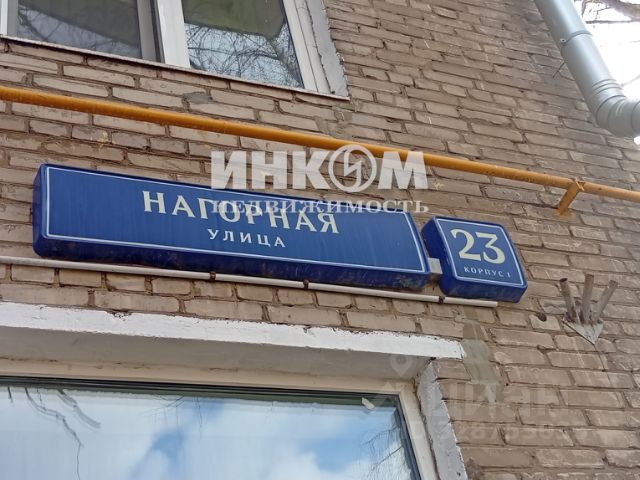 ИНКОМ
НЕДВИЖИМОСТЬ
НАГОРНАЯ
УЛИЦА
23
КОРПУС 1